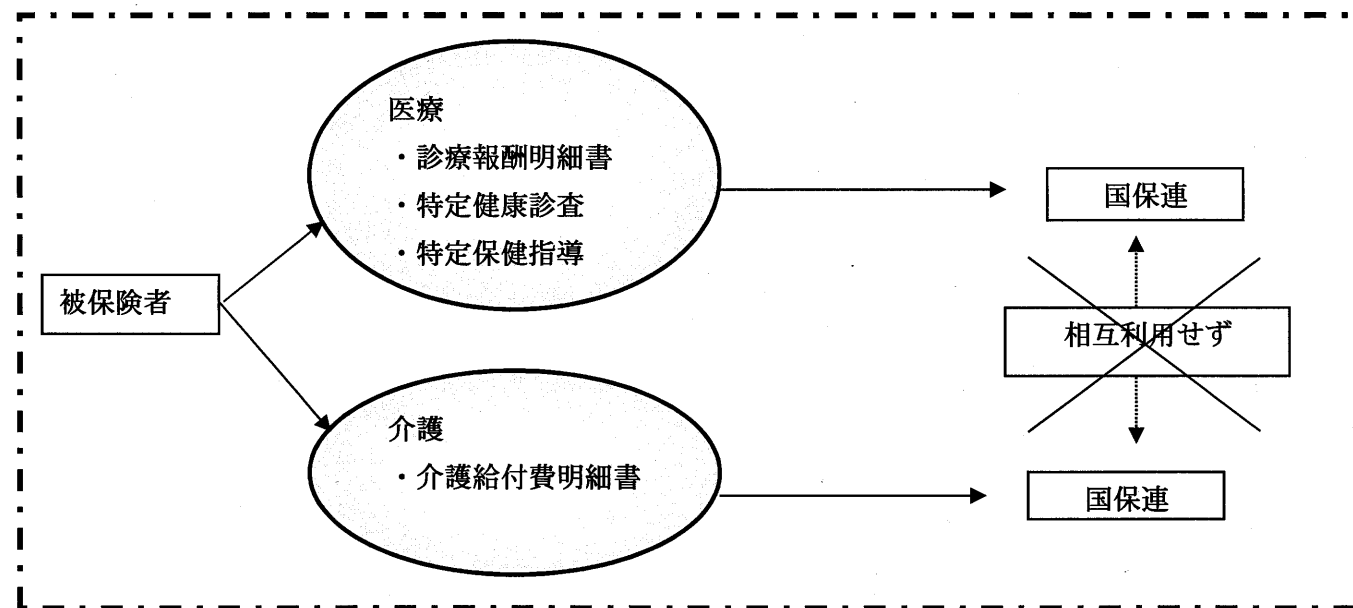 医療
・診療報酬明細書
・特定健康診査
・特定保健指導
国保連
被保険者
相互利用せず
介護
・介護給付費明細書
国保連